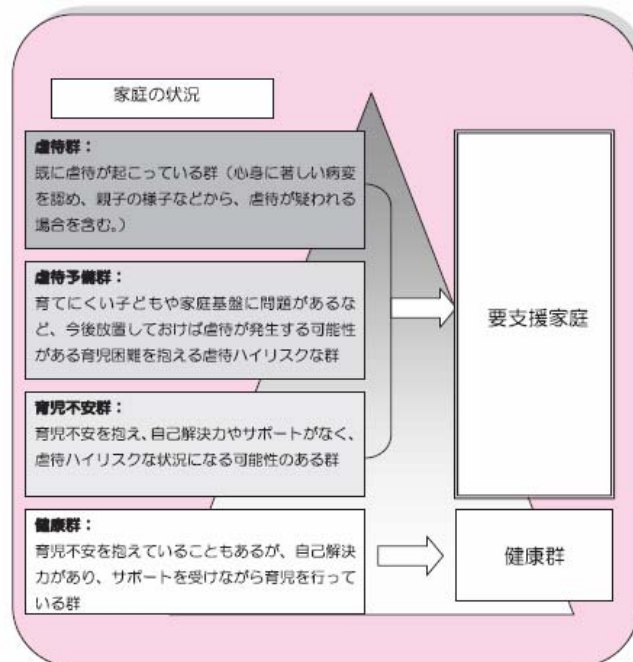 家庭の状況
虐待群：
既に虐待が起こっている群（心身に著しい病変
を認め、親子の様子などから、虐待が疑われる
場合を含む。）
虐待予備群：
育てにくい子どもや家庭基盤に問題があるな
ど、今後放置しておけば虐待が発生する可能性
がある育児困難を抱える虐待ハイリスクな群
育児不安群：
育児不安を抱え、自己解決力やサポートがなく、
虐待ハイリスクな状況になる可能性のある群
要支援家庭
健康群：
育児不安を抱えていることもあるが、自己解決
力があり、サポートを受けながら育児を行って
いる群
健康群